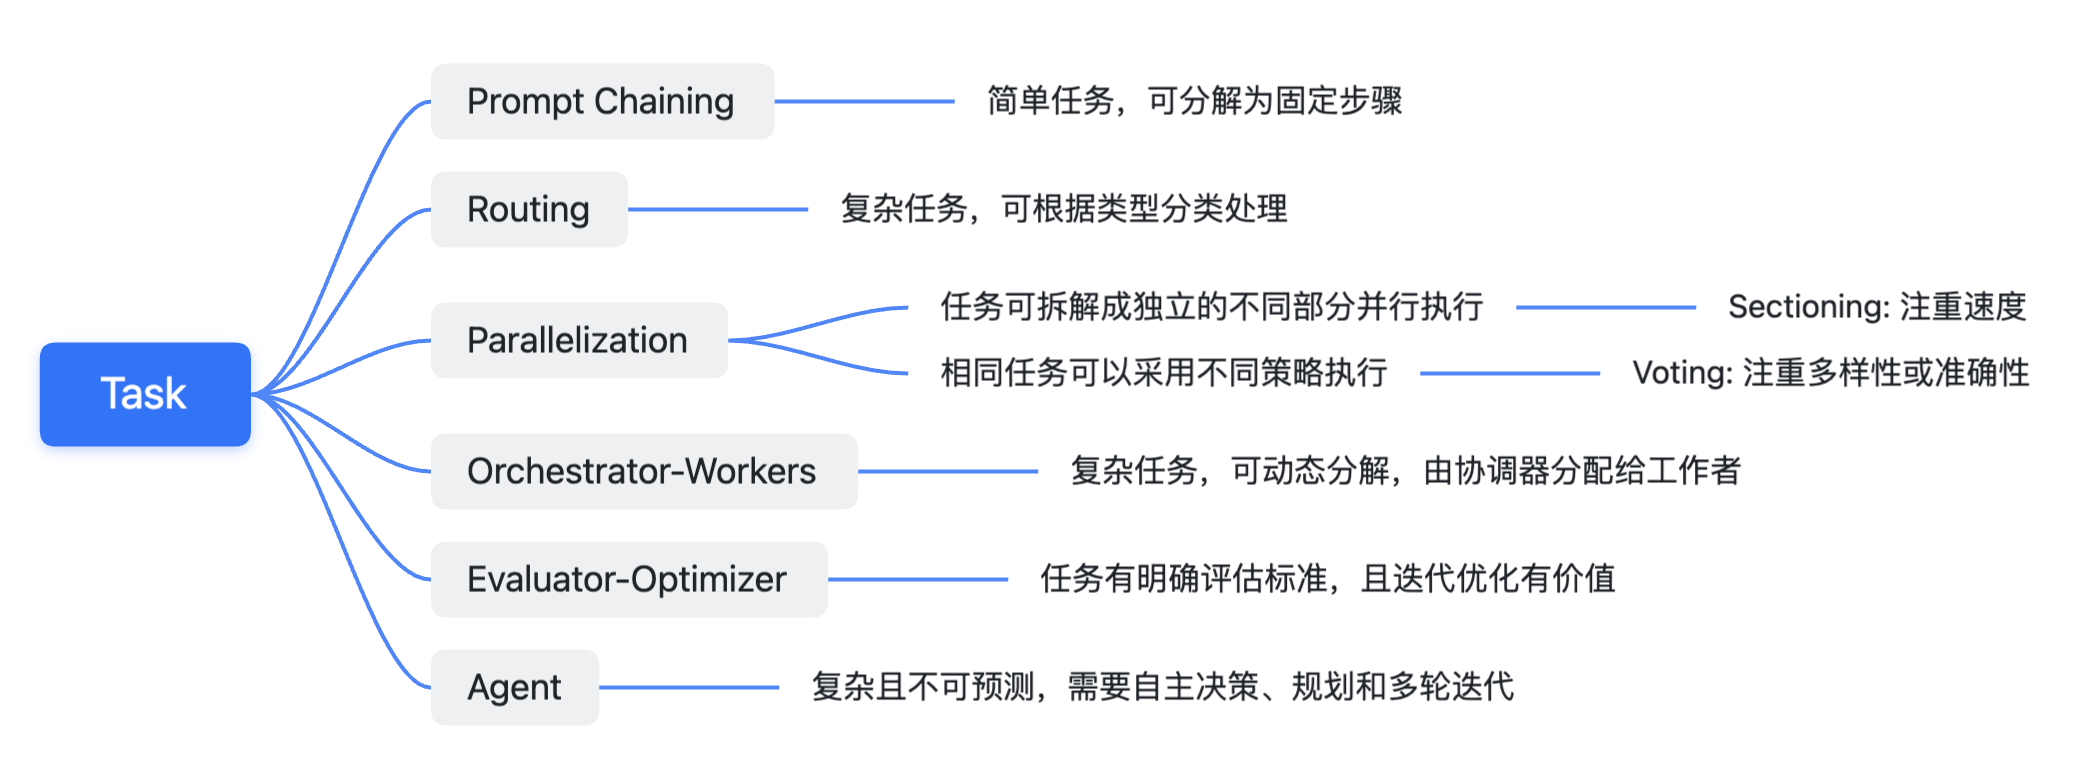 Task
Prompt Chaining
简单任务，可分解为固定步骤
Routing
复杂任务，可根据类型分类处理
Parallelization
任务可拆解成独立的不同部分并行执行
Sectioning: 注重速度
相同任务可以采用不同策略执行
Voting: 注重多样性或准确性
Orchestrator-Workers
复杂任务，可动态分解，由协调器分配给工作者
Evaluator-Optimizer
任务有明确评估标准，且迭代优化有价值
Agent
复杂且不可预测，需要自主决策、规划和多轮迭代